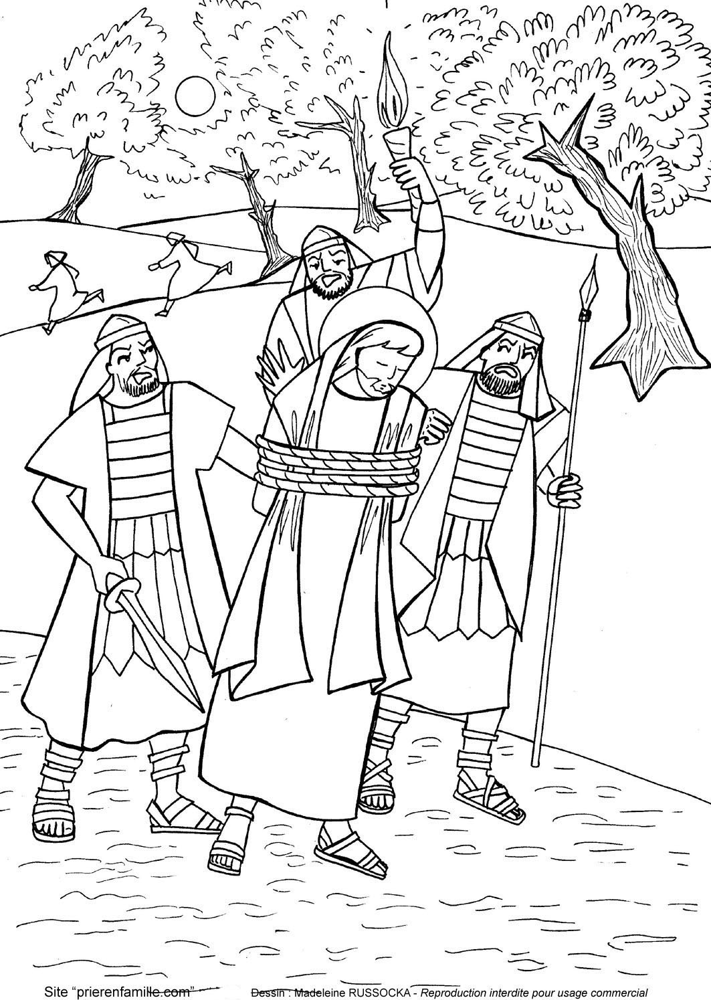 Site “prierenfamille.com” Dessin : Madeleine RUSSOCKA - Reproduction interdite pour usage commercial